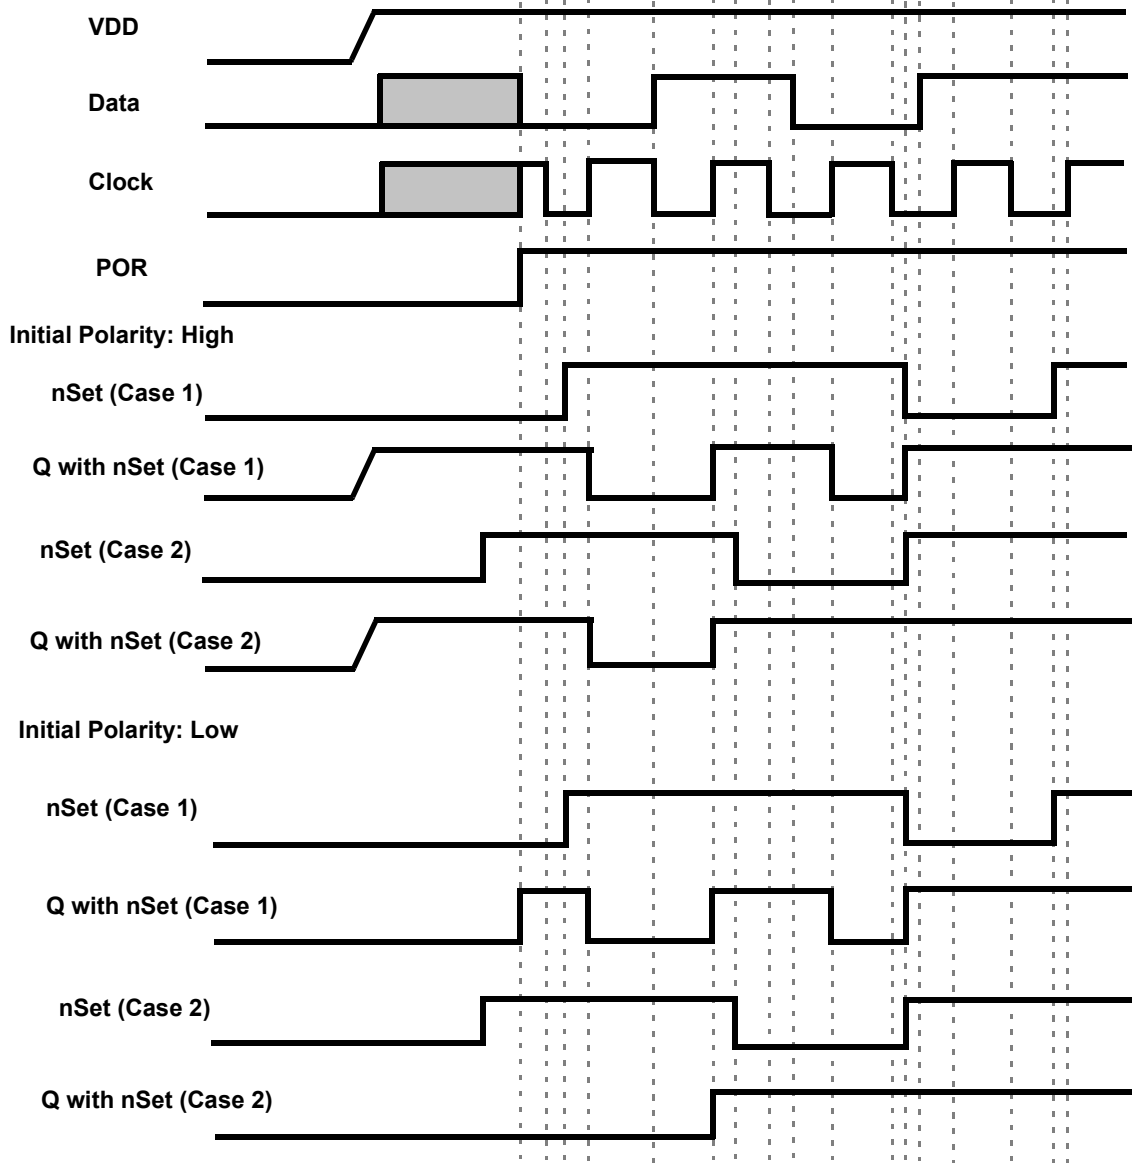 VDD
Data
Clock
POR
Initial Polarity: High
nSet (Case 1)
Q with nSet (Case 1)
nSet (Case 2)
Q with nSet (Case 2)
Initial Polarity: Low
nSet (Case 1)
Q with nSet (Case 1)
nSet (Case 2)
Q with nSet (Case 2)